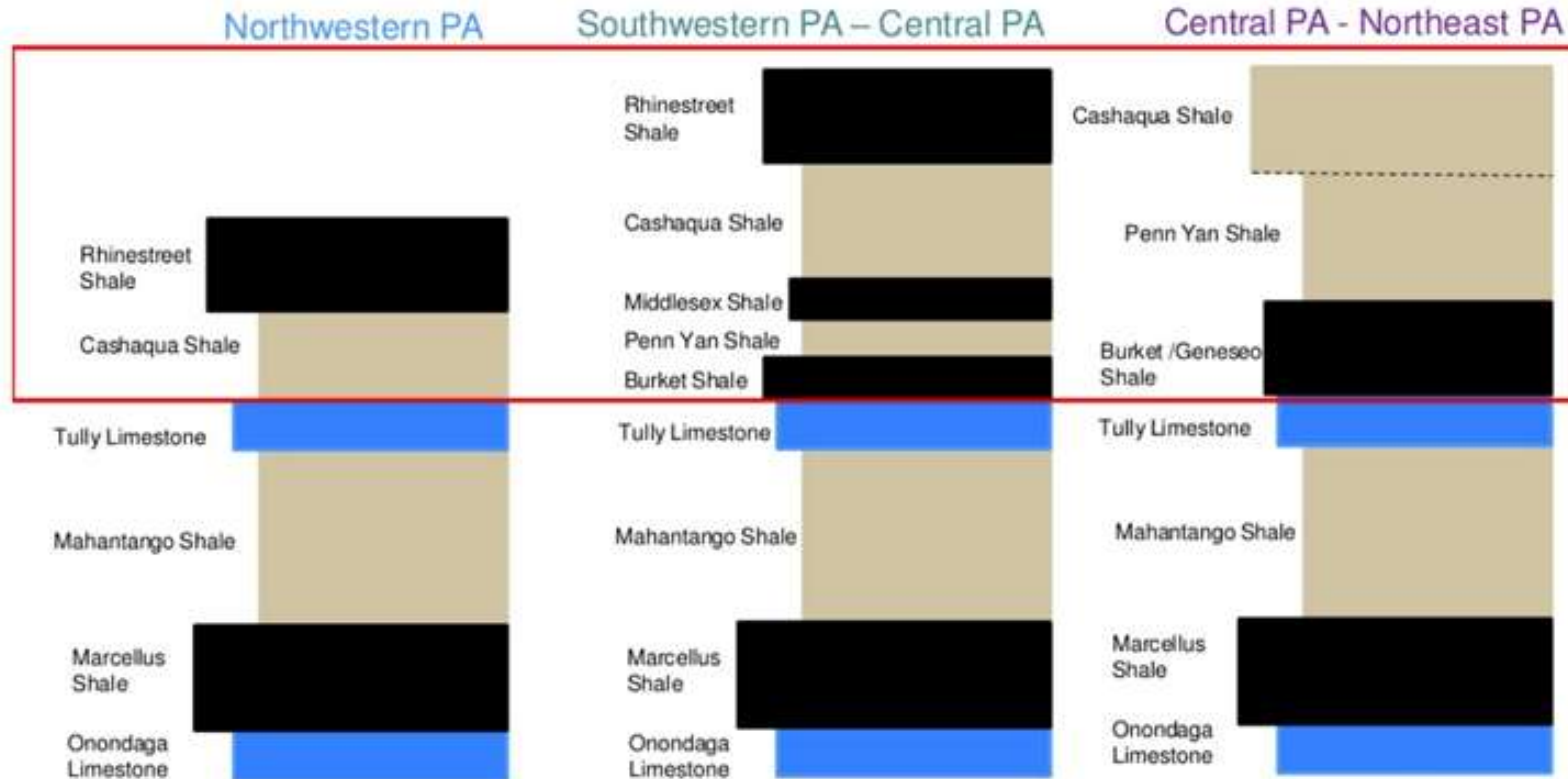 Northwestern PA
Southwestern PA – Central PA
Central PA - Northeast PA
Rhinestreet
Shale
Cashaqua Shale
Tully Limestone
Mahantango Shale
Marcellus
Shale
Onondaga
Limestone
Rhinestreet
Shale
Cashaqua Shale
Middlesex Shale
Penn Yan Shale
Burket Shale
Tully Limestone
Mahantango Shale
Marcellus
Shale
Onondaga
Limestone
Cashaqua Shale
Penn Yan Shale
Burket /Geneseo
Shale
Tully Limestone
Mahantango Shale
Marcellus
Shale
Onondaga
Limestone